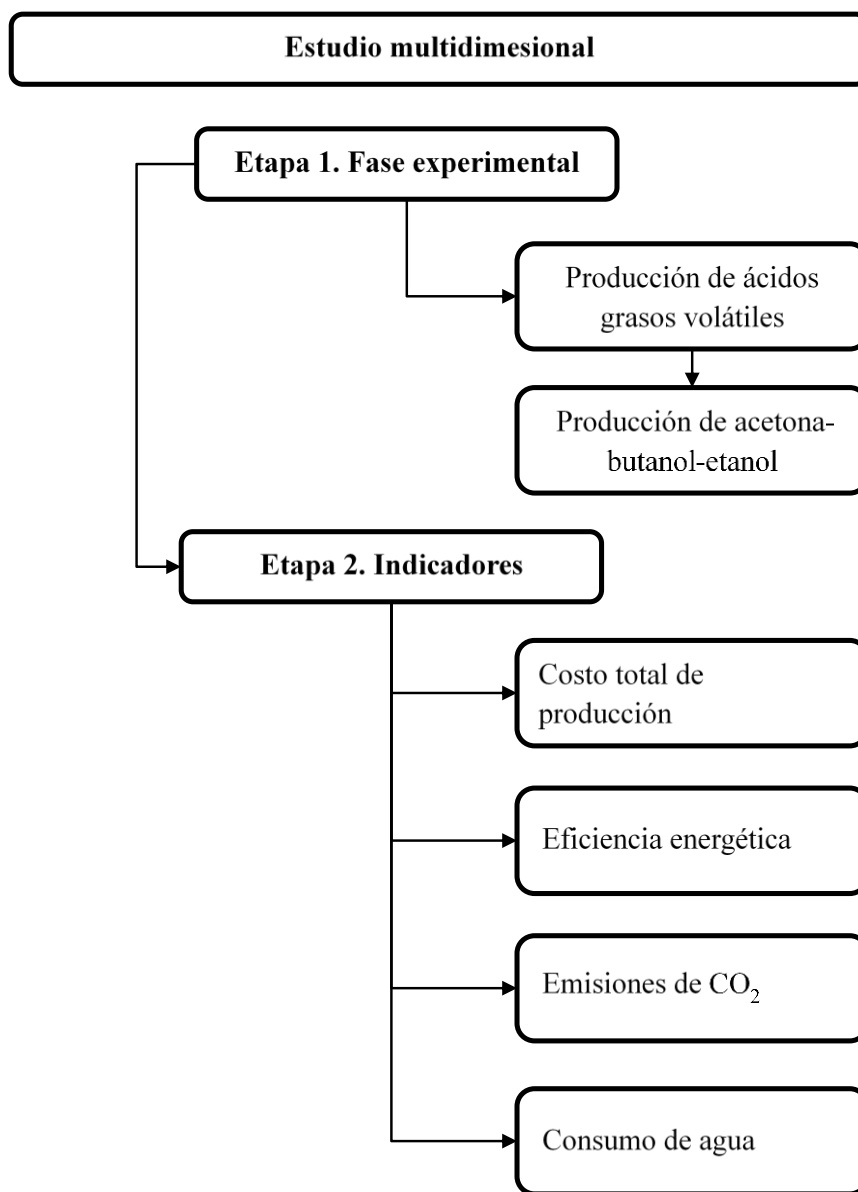 Estudio multidimesional
Etapa 1. Fase experimental
Producción de ácidos
grasos volátiles
Producción de acetona-
butanol-etanol
Etapa 2. Indicadores
Costo total de
producción
Eficiencia energética
Emisiones de CO₂
Consumo de agua